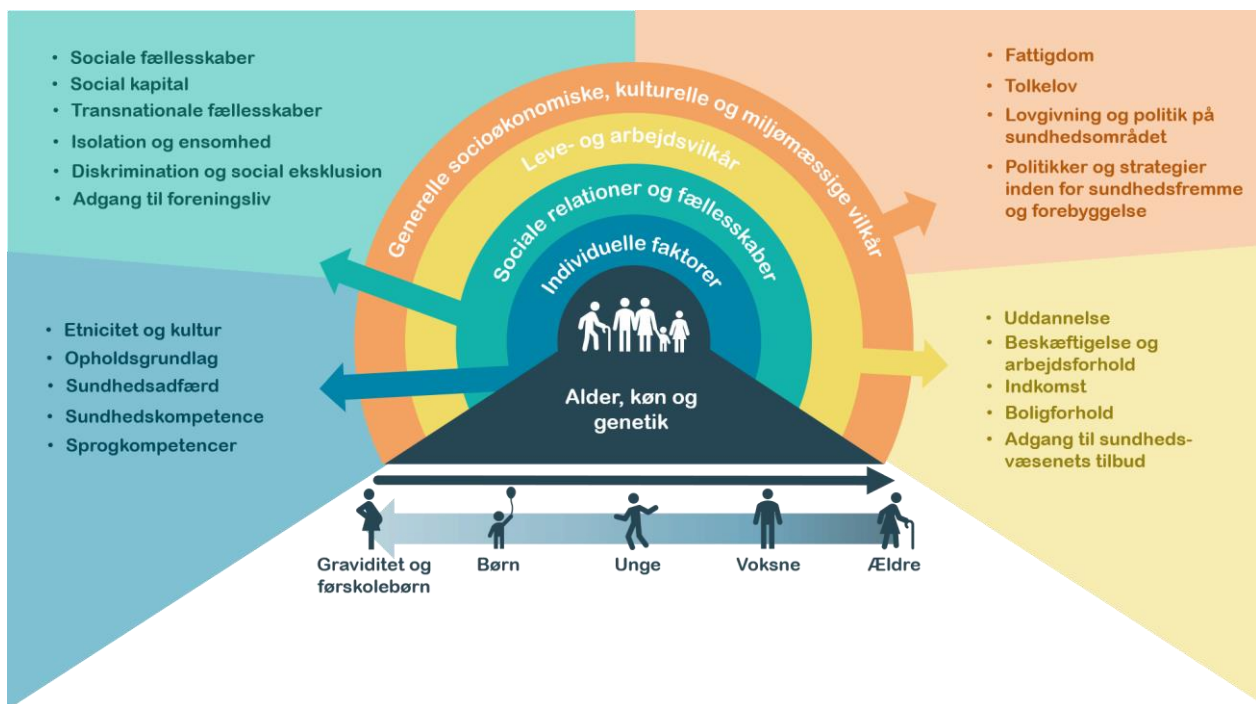 • Sociale fællesskaber
• Social kapital
• Transnationale fællesskaber
• Isolation og ensomhed
• Diskrimination og social eksklusion
• Adgang til foreningsliv
• Etnicitet og kultur
• Opholdsgrundlag
• Sundhedsadfærd
• Sundhedskompetence
• Sprogkompetencer
Generelle socioøkonomiske, kulturelle og miljømæssige vilkår
Leve- og arbejdsvilkår
Sociale relationer og fællesskaber
Individuelle faktorer
Alder, køn og
genetik
• Fattigdom
• Tolkelov
• Lovgivning og politik på
sundhedsområdet
• Politikker og strategier
inden for sundhedsfremme
og forebyggelse
• Uddannelse
• Beskæftigelse og
arbejdsforhold
• Indkomst
• Boligforhold
• Adgang til sundheds-
væsenets tilbud
Graviditet og
førskolebørn
Børn
Unge
Voksne
Ældre